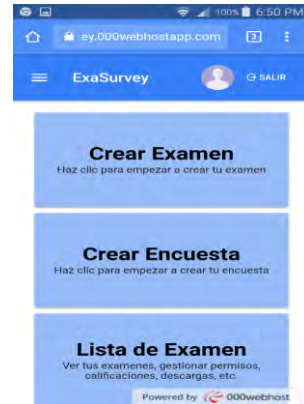 100% 6:50 PM
ey.000webhostapp.com 3
ExaSurvey SALIR
Crear Examen
Haz clic para empezar a crear tu examen
Crear Encuesta
Haz clic para empezar a crear tu encuesta
Lista de Examen
Ver tus examenes, gestionar permisos,
calificaciones, descargas, etc.
Powered by 000webhost